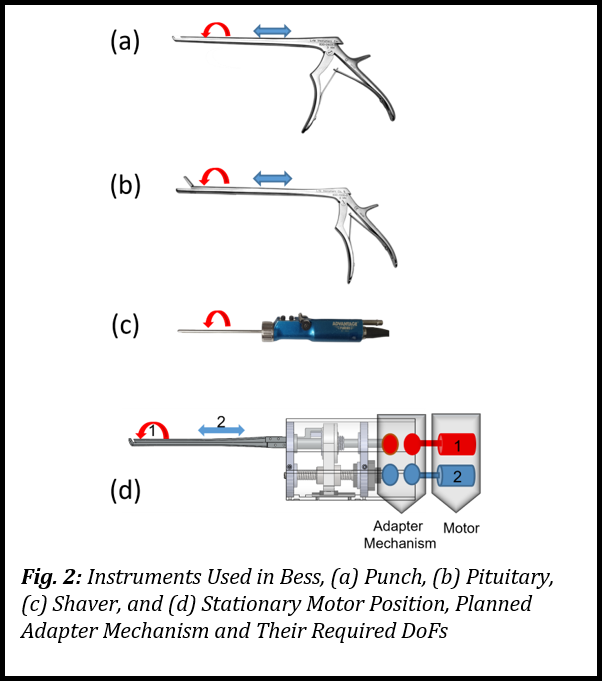 (a)
(b)
(c)
ADVANTAGE
(d)
1
2
1
2
Adapter
Mechanism
Motor
Fig. 2: Instruments Used in Bess, (a) Punch, (b) Pituitary,
(c) Shaver, and (d) Stationary Motor Position, Planned
Adapter Mechanism and Their Required DoFs